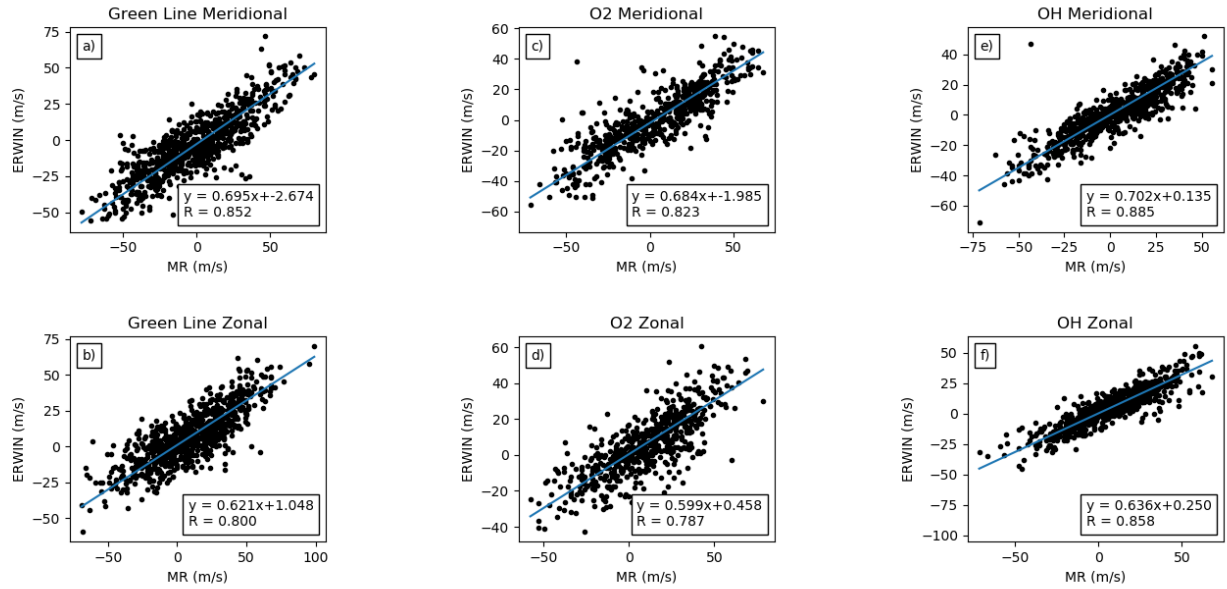 Green Line Meridional
a)
75
50
25
0
−25
−50
ERWIN (m/s)
y = 0.695x+-2.674
R = 0.852
−50
0
50
MR (m/s)
O2 Meridional
c)
60
40
20
0
−20
−40
−60
ERWIN (m/s)
y = 0.684x+-1.985
R = 0.823
−50
0
50
MR (m/s)
OH Meridional
e)
40
20
0
−20
−40
−60
ERWIN (m/s)
y = 0.702x+0.135
R = 0.885
−75
−50
−25
0
25
50
MR (m/s)
Green Line Zonal
b)
75
50
25
0
−25
−50
ERWIN (m/s)
y = 0.621x+1.048
R = 0.800
−50
0
50
100
MR (m/s)
O2 Zonal
d)
60
40
20
0
−20
−40
ERWIN (m/s)
y = 0.599x+0.458
R = 0.787
−50
0
50
MR (m/s)
OH Zonal
f)
50
25
0
−25
−50
−75
−100
ERWIN (m/s)
y = 0.636x+0.250
R = 0.858
−50
0
50
MR (m/s)